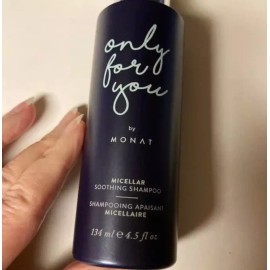 only
for
you
by
MONAT
MICELLAR
SOOTHING SHAMPOO
SHAMPOOING APAISANT
MICELLAIRE
134 ml ℮ 4.5 fl oz